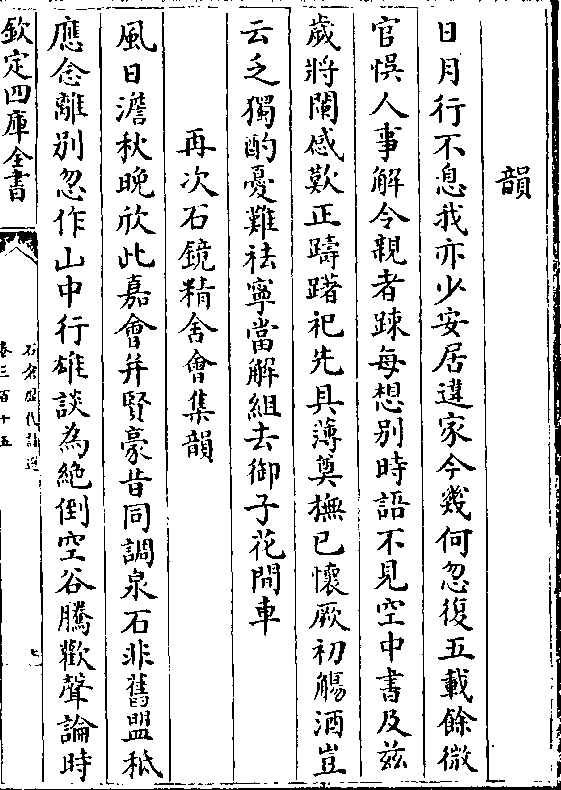 韻
日月行不息我亦少安居違家今幾何忽復五載餘微
官悞人事解令親者踈每想别時語不見空中書及兹
歲將闌感歎正躊躇祀先具薄奠撫已懷厥初觴酒豈
云乏獨酌憂難袪寧當解組去御子花間車
再次石鏡精舍會集韻
風日澹秋晩欣此嘉會并賢豪昔同調泉石非舊盟秪
應念離别忽作山中行雄談為絶倒空谷騰歡聲論時
欽定四庫全書
石倉歴代詩選
卷三百十五
七